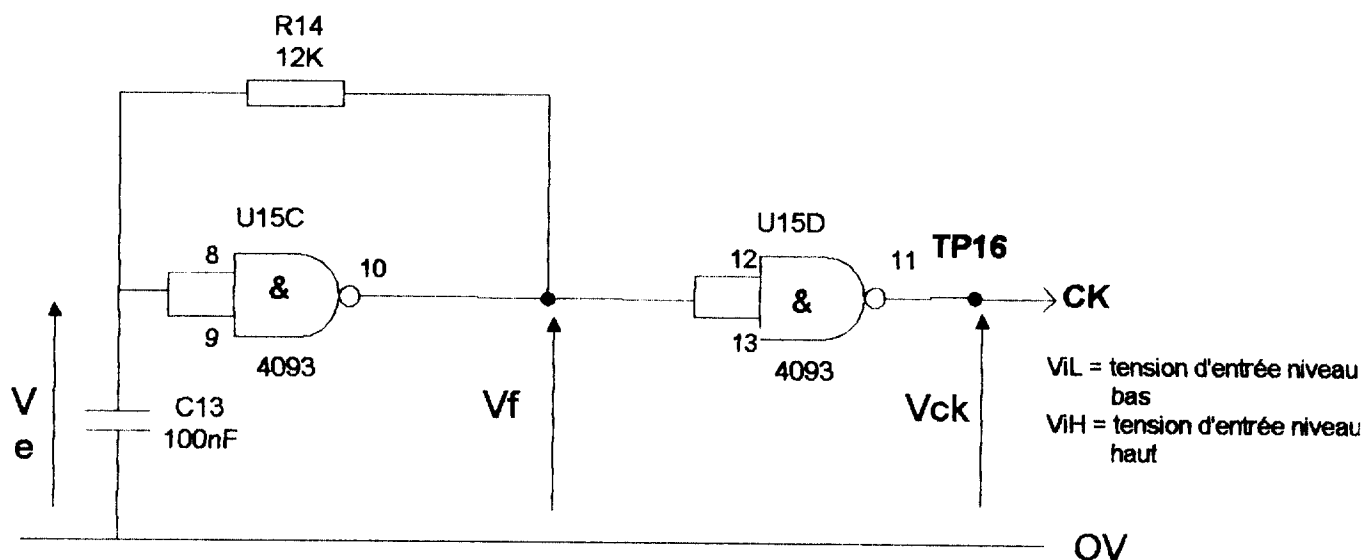 R14
12K
U15C
8
9
&
10
4093
U15D
12
13
&
11
4093
TP16
CK
V
e
C13
100nF
Vf
Vck
ViL = tension d'entrée niveau
bas
ViH = tension d'entrée niveau
haut
OV